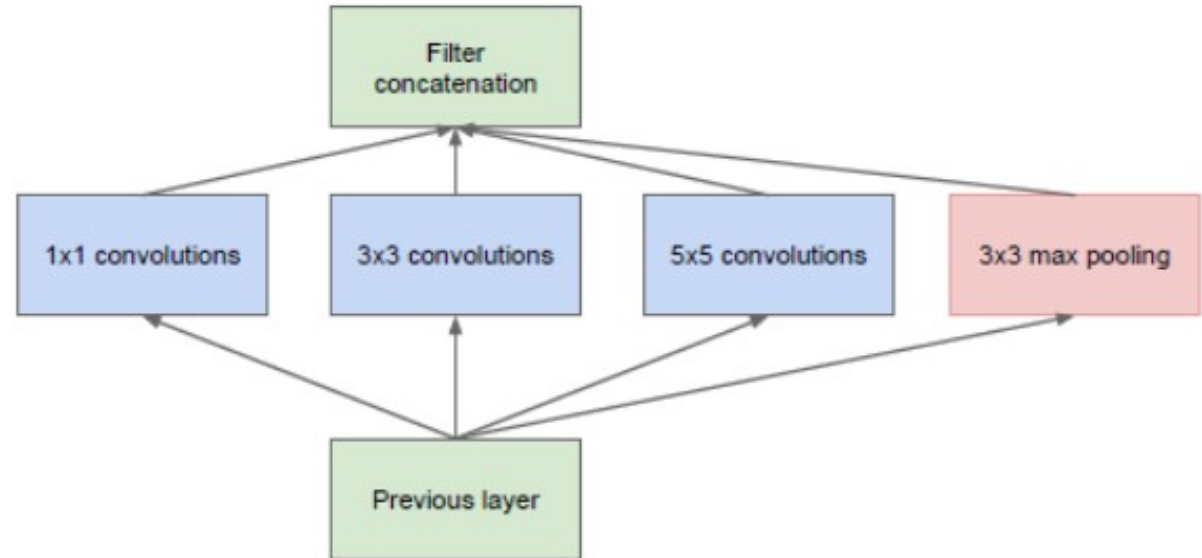 Filter
concatenation
1x1 convolutions
3x3 convolutions
5x5 convolutions
3x3 max pooling
Previous layer